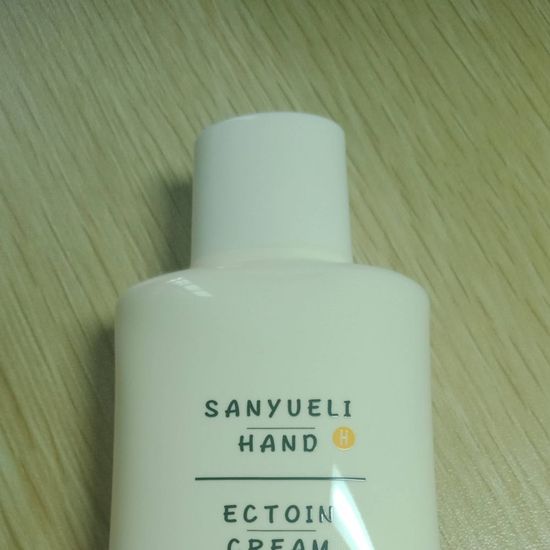 SANYUELI
HAND H
ECTOIN
CREAM